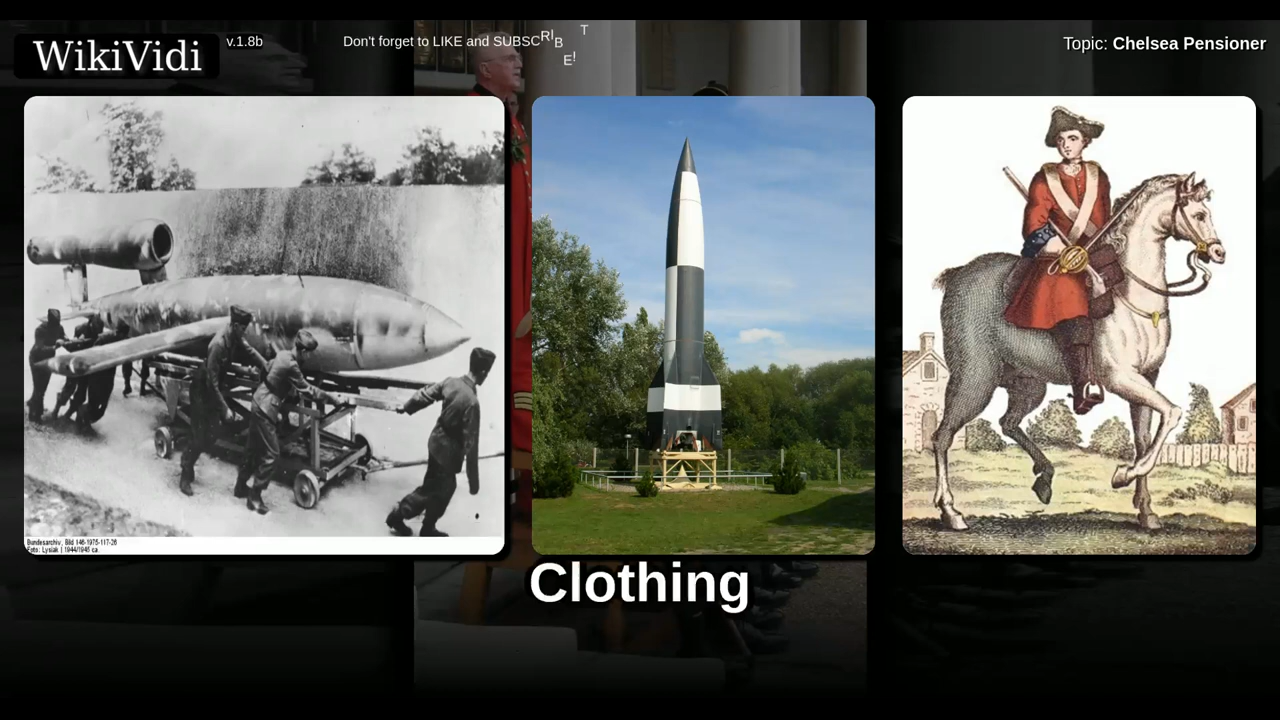 WikiVidi
v.1.8b
Don't forget to LIKE and SUBSCRIBE!
T
Topic: Chelsea Pensioner
Bundesarchiv, Bild 146-1975-117-26
Foto: Lysiak | 1944/1945 ca.
Clothing